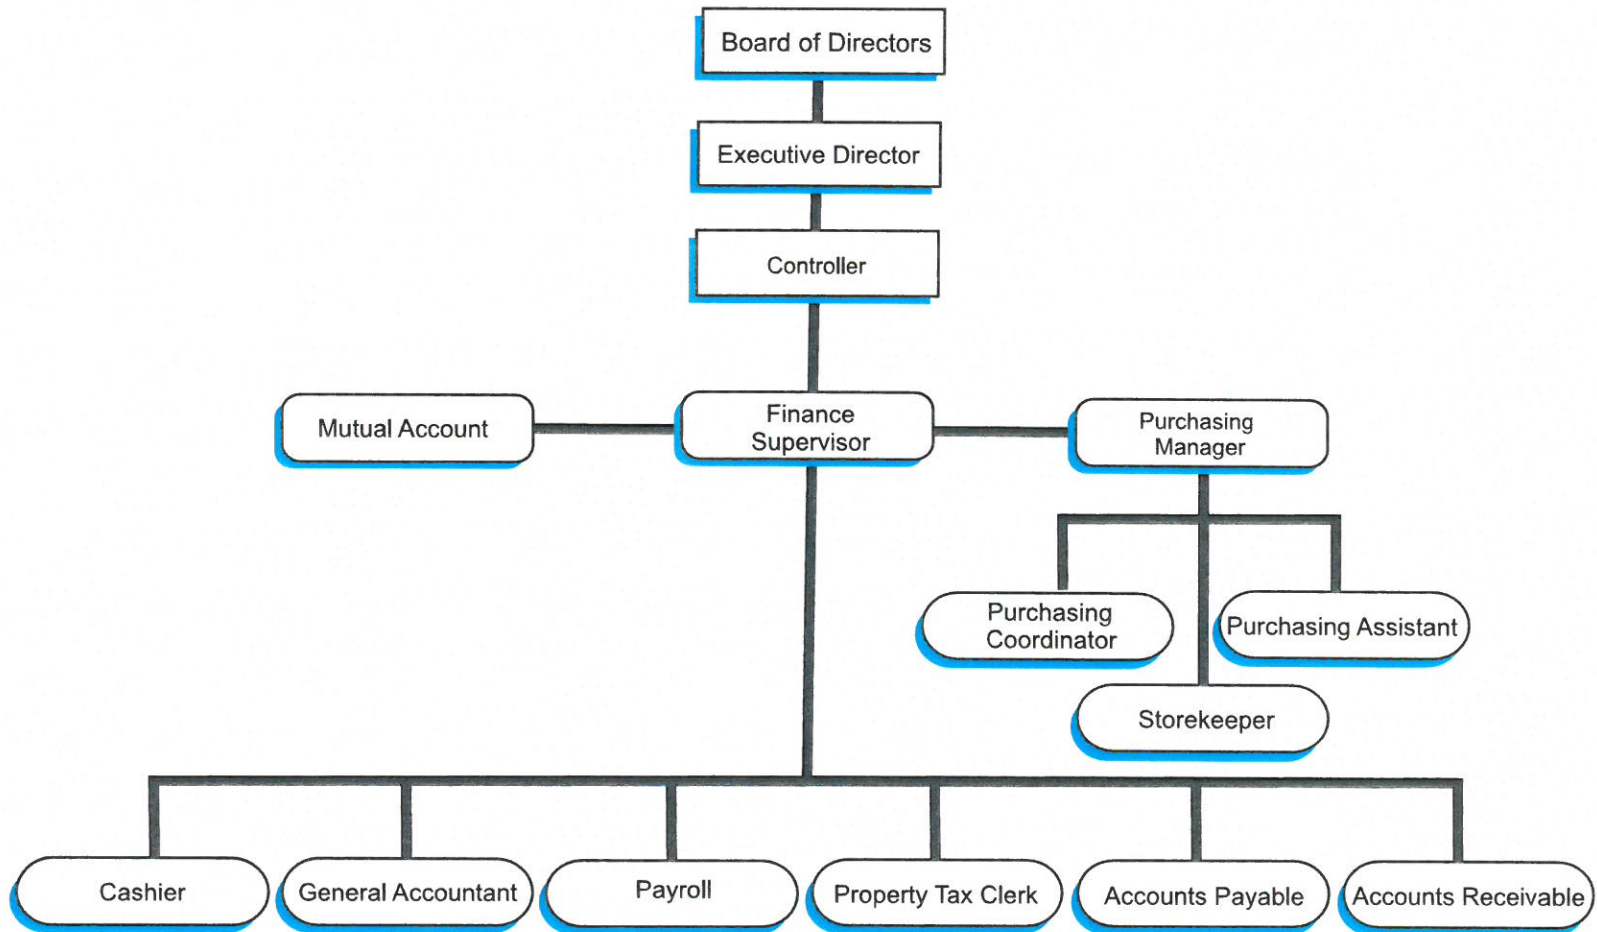 Board of Directors
Executive Director
Controller
Mutual Account
Finance
Supervisor
Purchasing
Manager
Purchasing
Coordinator
Purchasing Assistant
Storekeeper
Cashier
General Accountant
Payroll
Property Tax Clerk
Accounts Payable
Accounts Receivable